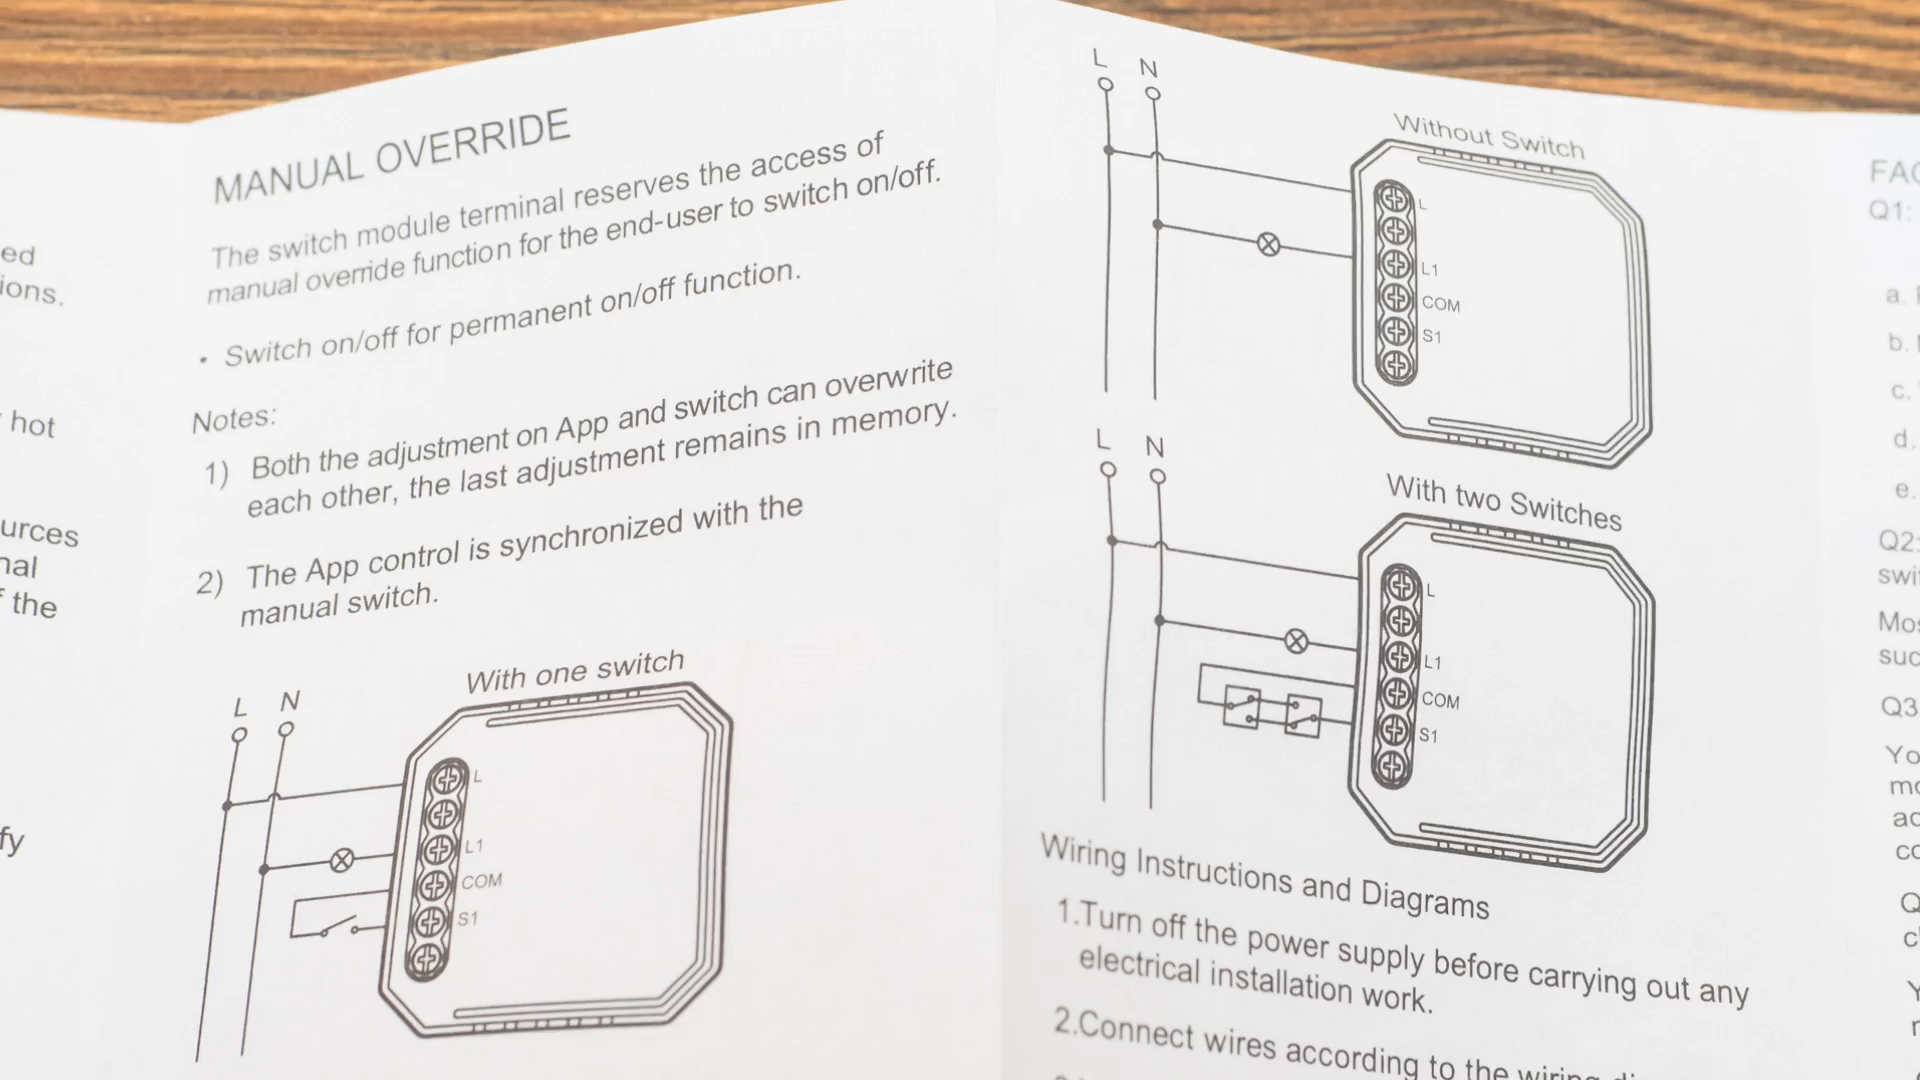 ed
ions.
hot
urces
nal
the
fy
MANUAL OVERRIDE
The switch module terminal reserves the access of
manual override function for the end-user to switch on/off.
• Switch on/off for permanent on/off function.
Notes:
1) Both the adjustment on App and switch can overwrite
each other, the last adjustment remains in memory.
2) The App control is synchronized with the
manual switch.
With one switch
L N
L
L1
COM
S1
L N
Without Switch
L
L1
COM
S1
L N
With two Switches
L
L1
COM
S1
Wiring Instructions and Diagrams
1.Turn off the power supply before carrying out any
electrical installation work.
2.Connect wires according to the wiring
FAQ
Q1:
a.
b.
c.
d.
e.
Q2:
swi
Mos
suc
Q3
Yo
mo
ac
co
Q
c
Y